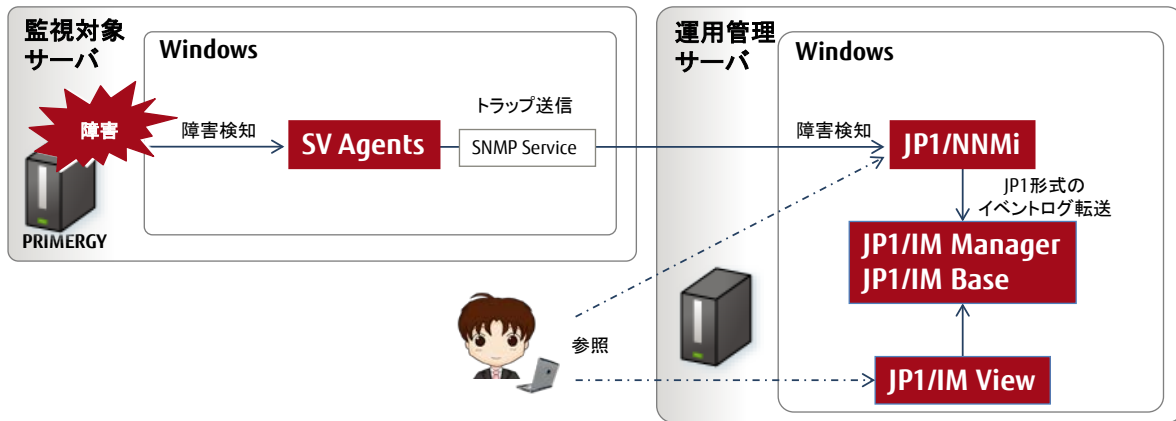 監視対象
サーバ
Windows
障害
障害検知
SV Agents
トラップ送信
SNMP Service
PRIMERGY
運用管理
サーバ
Windows
障害検知
JP1/NNMi
JP1形式の
イベントログ転送
JP1/IM Manager
JP1/IM Base
参照
JP1/IM View